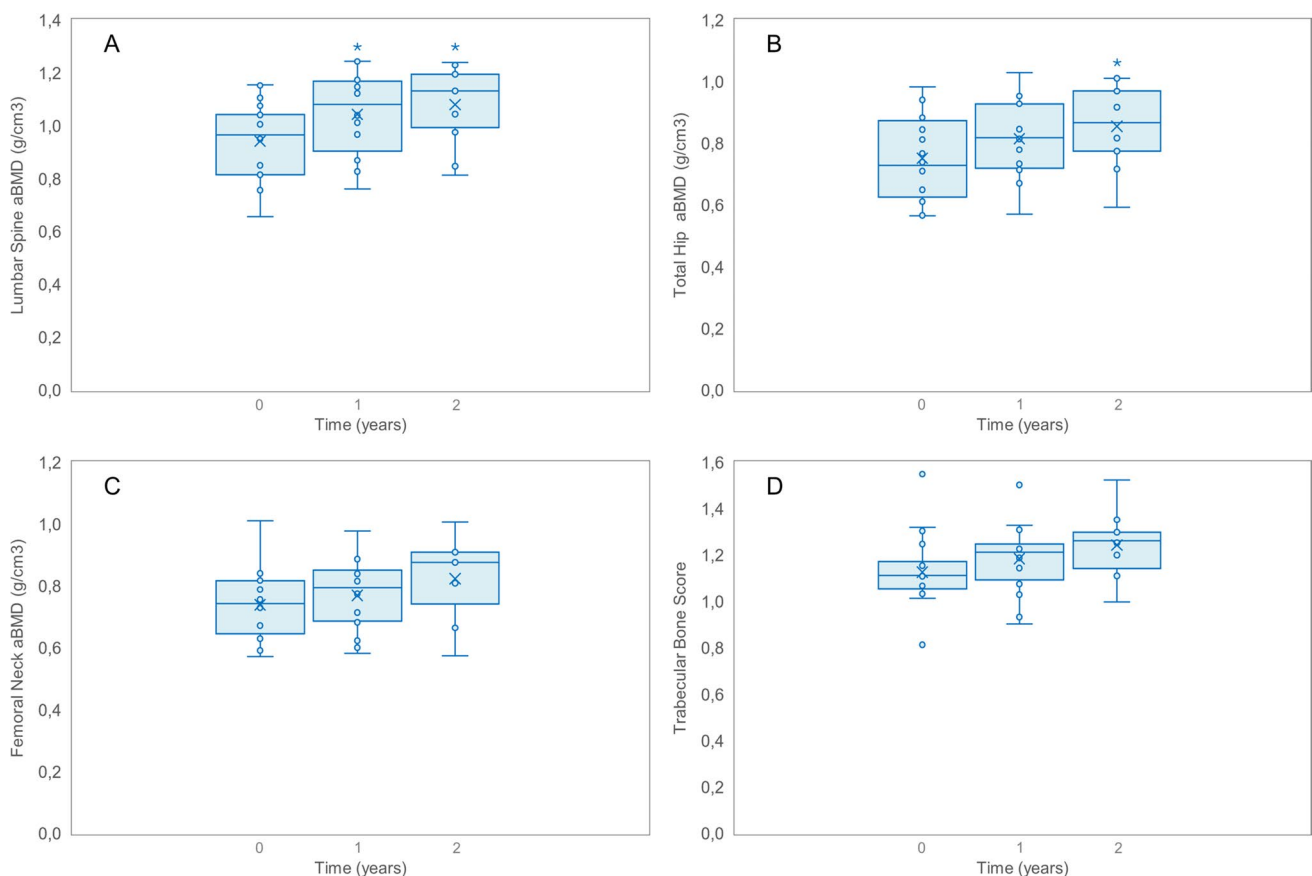 A
*
*
Lumbar Spine aBMD (g/cm3)
1,4
1,2
1,0
0,8
0,6
0,4
0,2
0,0
0 1 2
Time (years)
B
*
Total Hip aBMD (g/cm3)
1,2
1,0
0,8
0,6
0,4
0,2
0,0
0 1 2
Time (years)
C
Femoral Neck aBMD (g/cm3)
1,2
1,0
0,8
0,6
0,4
0,2
0,0
0 1 2
Time (years)
D
Trabecular Bone Score
1,6
1,4
1,2
1,0
0,8
0,6
0,4
0,2
0,0
0 1 2
Time (years)